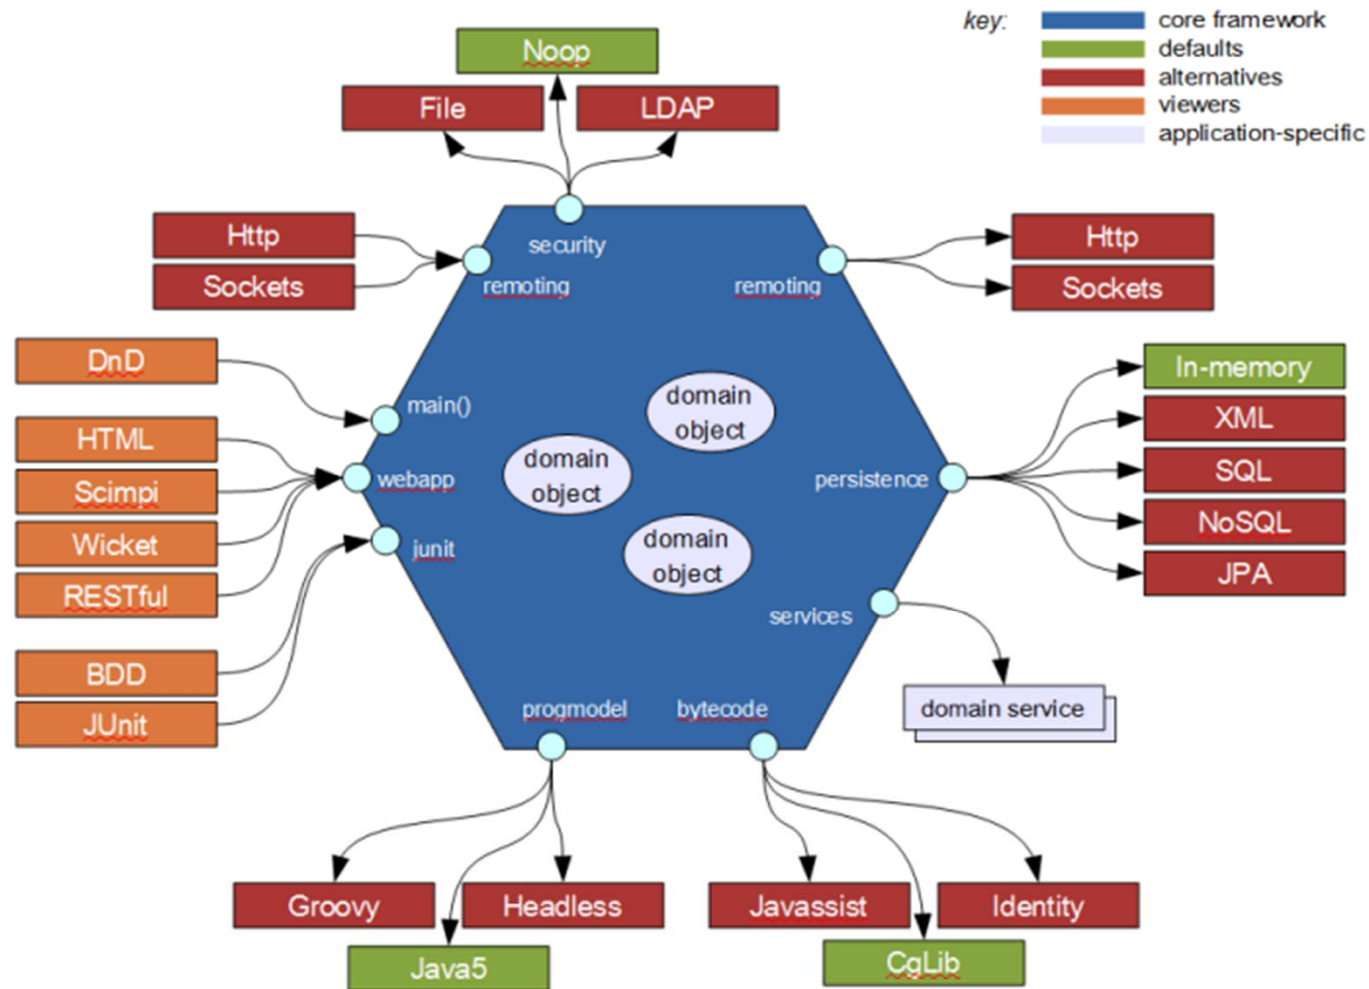 key:
core framework
defaults
alternatives
viewers
application-specific
Noop
File
LDAP
Http
Sockets
security
remoting
remoting
Http
Sockets
DnD
HTML
Scimpi
Wicket
RESTful
BDD
JUnit
main()
webapp
junit
domain
object
domain
object
domain
object
persistence
services
In-memory
XML
SQL
NoSQL
JPA
domain service
progmodel
bytecode
Groovy
Headless
Java5
Javassist
Identity
CgLib